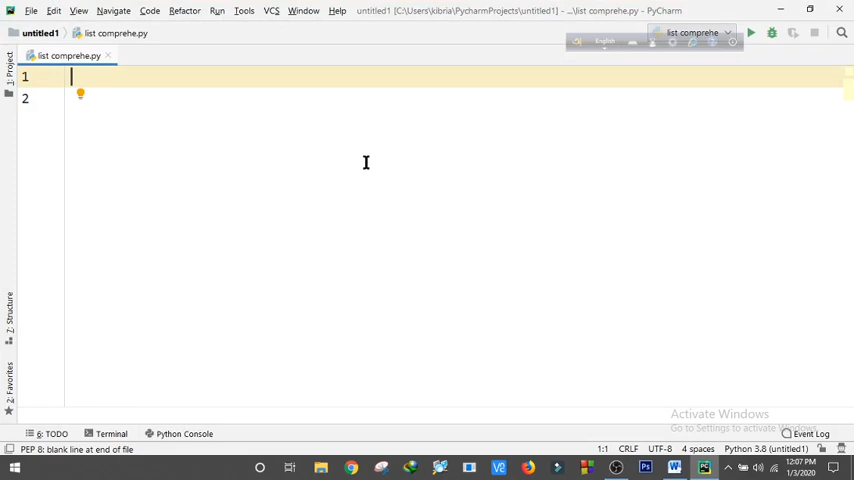 File Edit View Navigate Code Refactor Run Tools VCS Window Help untitled1 [C:\Users\kibria\PycharmProjects\untitled1] - ...\list comprehe.py - PyCharm
untitled1 list comprehe.py list comprehe
English
list comprehe.py
1
2
1: Project
7: Structure
2: Favorites
Activate Windows
Go to Settings to activate Windows.
6: TODO Terminal Python Console Event Log
PEP 8: blank line at end of file 1:1 CRLF UTF-8 4 spaces Python 3.8 (untitled1)
12:07 PM
1/3/2020